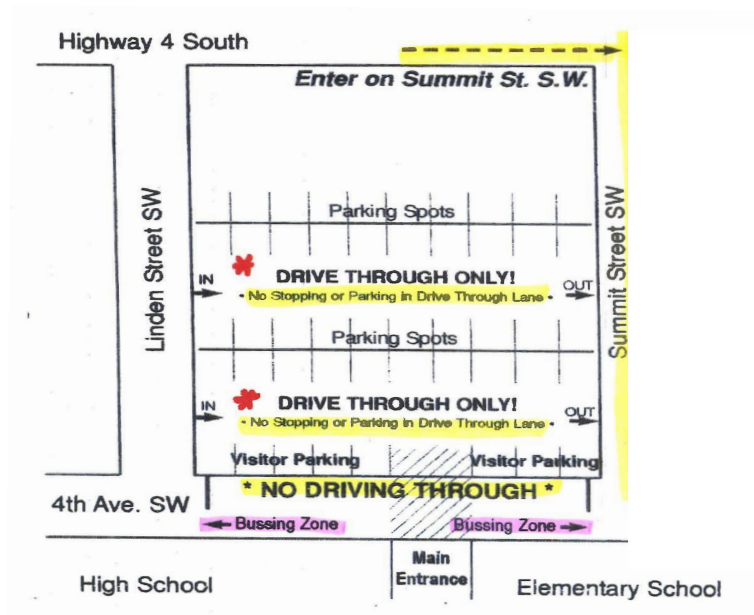 Highway 4 South
Enter on Summit St. S.W.
Linden Street SW
Summit Street SW
Parking Spots
IN
* DRIVE THROUGH ONLY!
- No Stopping or Parking in Drive Through Lane -
OUT
Parking Spots
IN
* DRIVE THROUGH ONLY!
- No Stopping or Parking in Drive Through Lane -
OUT
Visitor Parking
Visitor Parking
4th Ave. SW
* NO DRIVING THROUGH *
Bussing Zone
Bussing Zone
Main
Entrance
High School
Elementary School